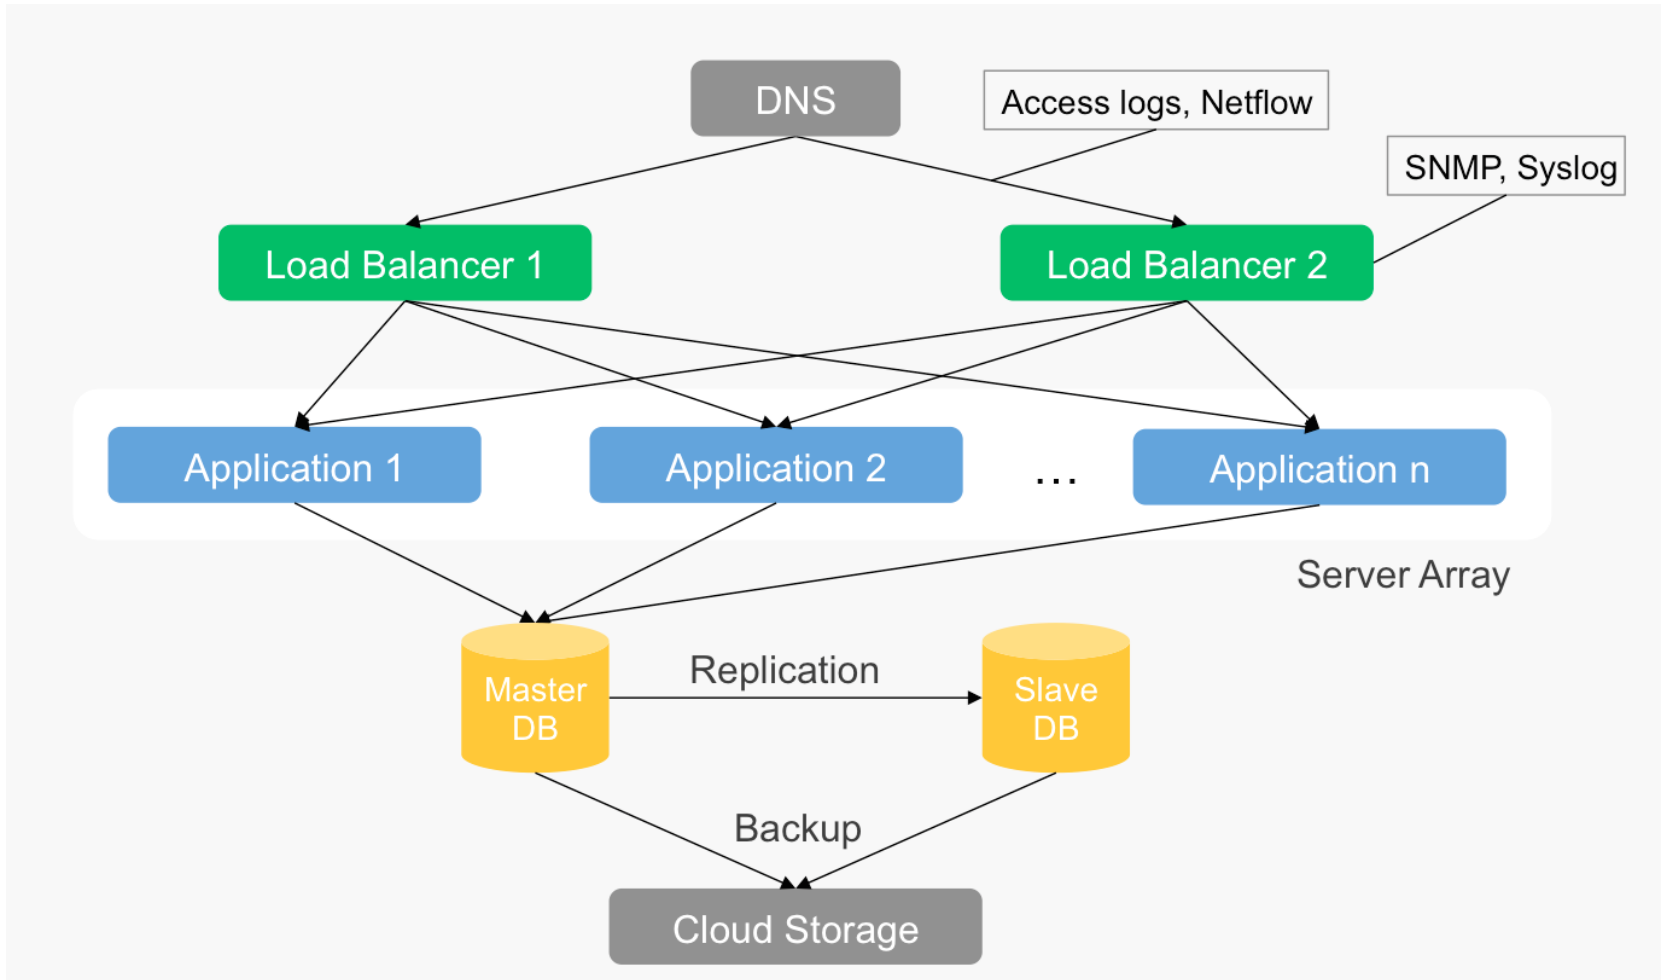 DNS
Access logs, Netflow
SNMP, Syslog
Load Balancer 1
Load Balancer 2
Application 1
Application 2
...
Application n
Server Array
Master
DB
Replication
Slave
DB
Backup
Cloud Storage